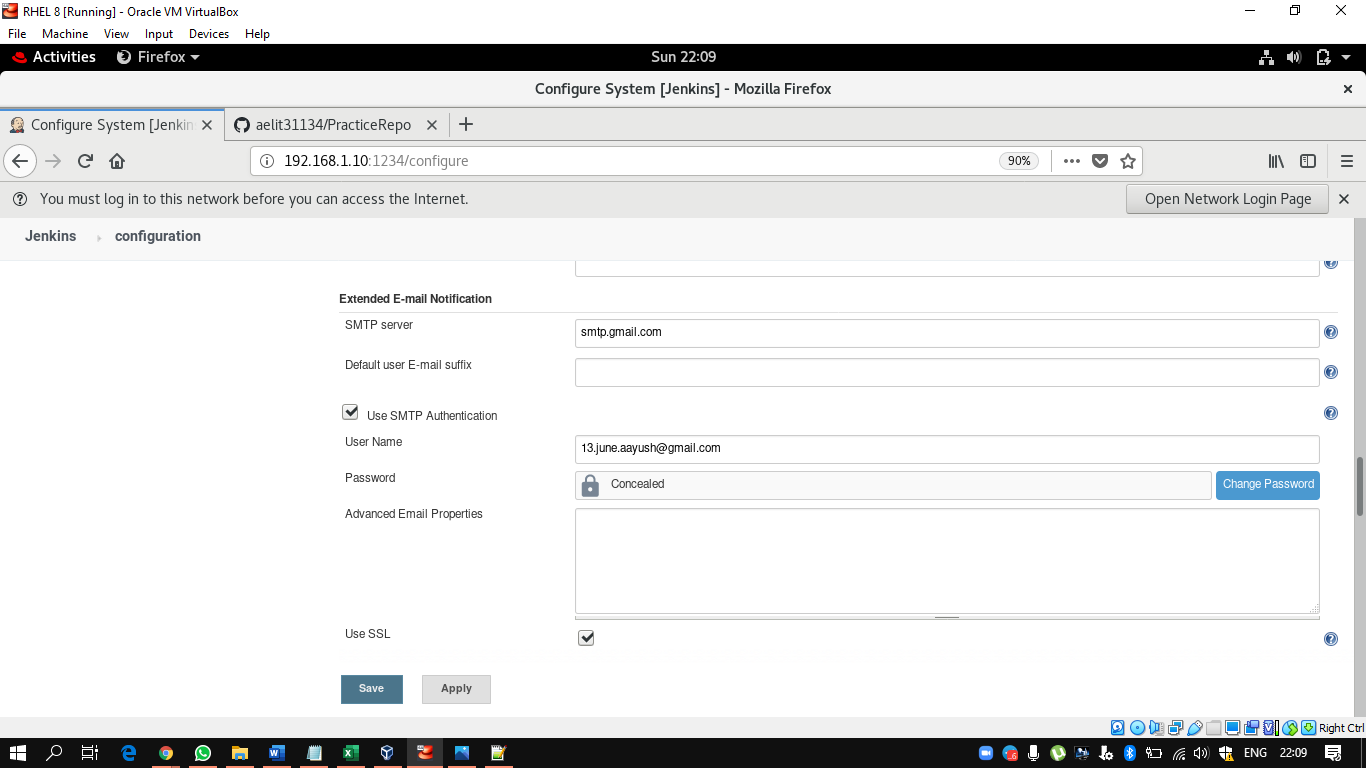 RHEL 8 [Running] - Oracle VM VirtualBox
File Machine View Input Devices Help
Activities Firefox Sun 22:09
Configure System [Jenkins] - Mozilla Firefox
Configure System [Jenkin aelit31134/PracticeRepo
192.168.1.10:1234/configure 90%
You must log in to this network before you can access the Internet. Open Network Login Page
Jenkins configuration
Extended E-mail Notification
SMTP server smtp.gmail.com
Default user E-mail suffix
Use SMTP Authentication
User Name 13.june.aayush@gmail.com
Password Concealed Change Password
Advanced Email Properties
Use SSL
Save Apply
Right Ctrl
ENG 22:09